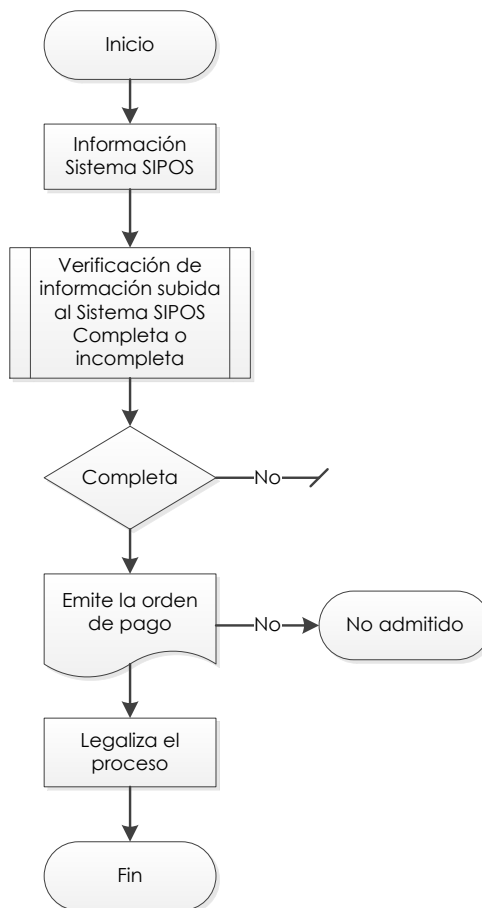 Inicio
Información
Sistema SIPOS
Verificación de
información subida
al Sistema SIPOS
Completa o
incompleta
Completa
No
Emite la orden
de pago
No
No admitido
Legaliza el
proceso
Fin